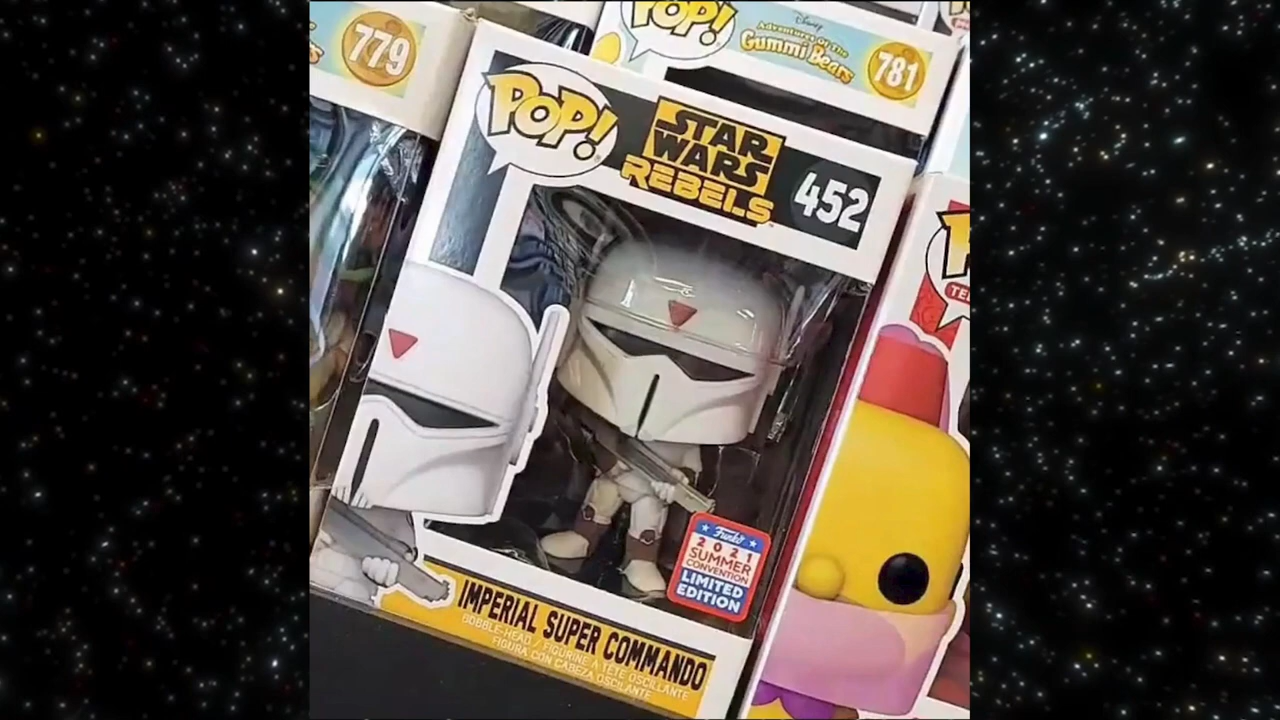 779
POP!
Disney
Adventures of The
Gummi Bears
781
POP!
STAR
WARS
REBELS
452
Funko
2021
SUMMER
CONVENTION
LIMITED
EDITION
IMPERIAL SUPER COMMANDO
BOBBLE-HEAD / FIGURINE À TÊTE OSCILLANTE
FIGURA CON CABEZA OSCILANTE